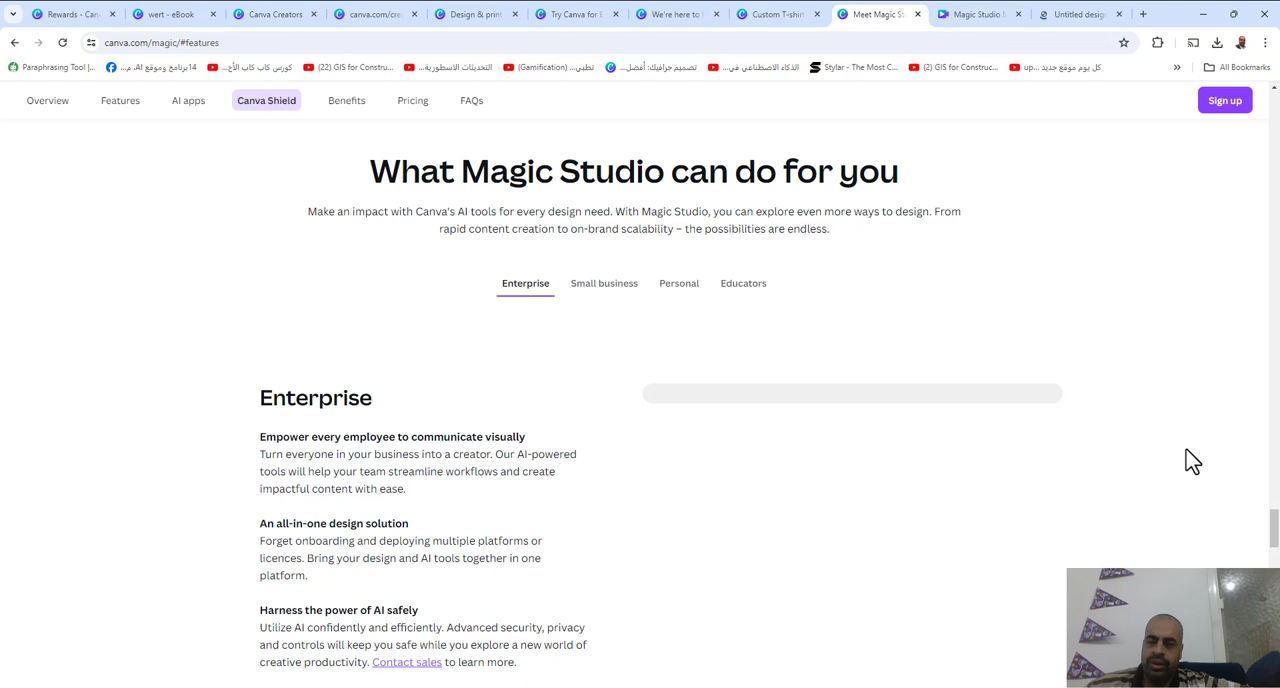 Rewards - Can
wert - eBook
Canva Creators
canva.com/cre
Design & print
Try Canva for E
We're here to
Custom T-shirt
Meet Magic St
Magic Studio
Untitled design
canva.com/magic/#features
Paraphrasing Tool |...
14برنامج وموقع AI، م...
كورس كاب كات الأخ...
(22) GIS for Constru...
التحديثات الاسطورية...
(Gamification) تطبي...
تصميم جرافيك: أفضل...
الذكاء الاصطناعي في...
Stylar - The Most C...
(2) GIS for Construc...
up... كل يوم موقع جديد
»
All Bookmarks
Overview
Features
AI apps
Canva Shield
Benefits
Pricing
FAQs
Sign up
What Magic Studio can do for you
Make an impact with Canva's AI tools for every design need. With Magic Studio, you can explore even more ways to design. From
rapid content creation to on-brand scalability – the possibilities are endless.
Enterprise
Small business
Personal
Educators
Enterprise
Empower every employee to communicate visually
Turn everyone in your business into a creator. Our AI-powered
tools will help your team streamline workflows and create
impactful content with ease.
An all-in-one design solution
Forget onboarding and deploying multiple platforms or
licences. Bring your design and AI tools together in one
platform.
Harness the power of AI safely
Utilize AI confidently and efficiently. Advanced security, privacy
and controls will keep you safe while you explore a new world of
creative productivity. Contact sales to learn more.